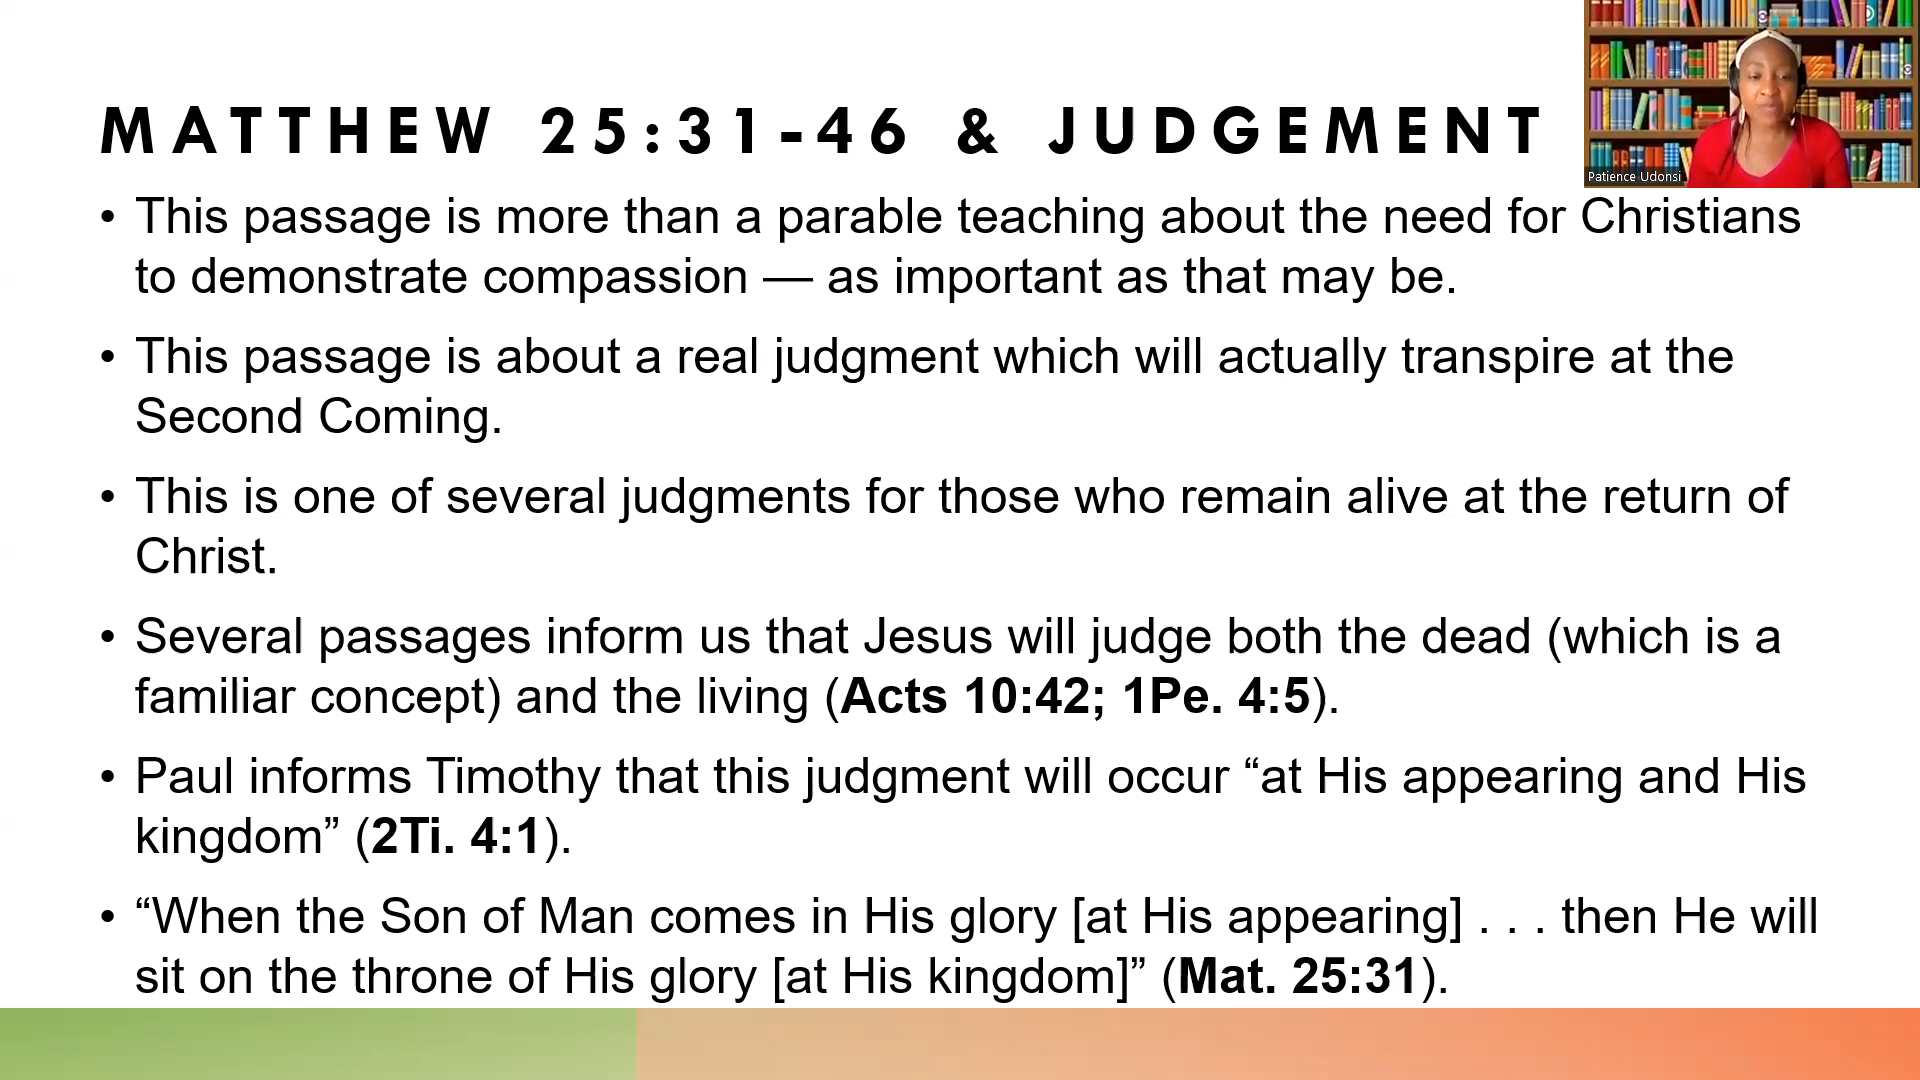 MATTHEW 25:31-46 & JUDGEMENT
Patience Udonsi
• This passage is more than a parable teaching about the need for Christians
to demonstrate compassion — as important as that may be.
• This passage is about a real judgment which will actually transpire at the
Second Coming.
• This is one of several judgments for those who remain alive at the return of
Christ.
• Several passages inform us that Jesus will judge both the dead (which is a
familiar concept) and the living (Acts 10:42; 1Pe. 4:5).
• Paul informs Timothy that this judgment will occur “at His appearing and His
kingdom” (2Ti. 4:1).
• “When the Son of Man comes in His glory [at His appearing] . . . then He will
sit on the throne of His glory [at His kingdom]” (Mat. 25:31).